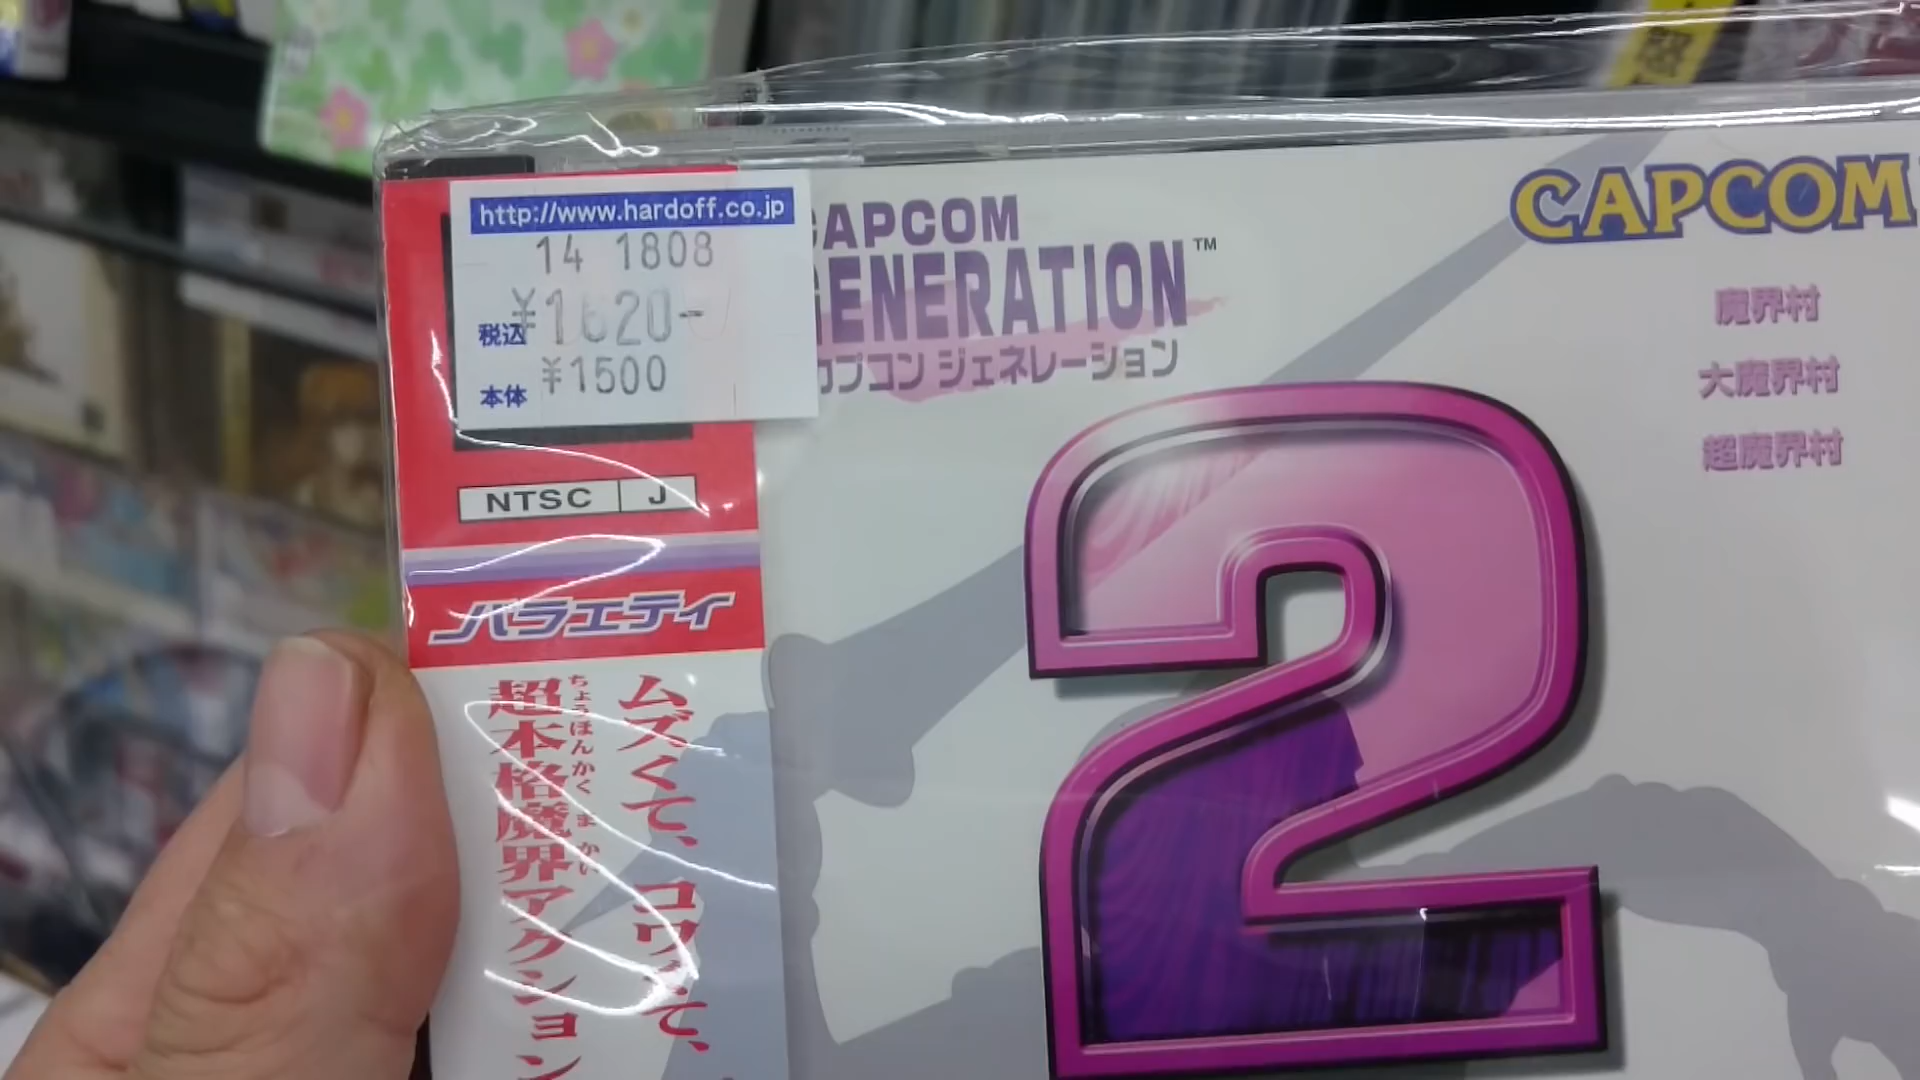 http://www.hardoff.co.jp
14 1808
税込 ¥1620-
本体 ¥1500
CAPCOM
GENERATION™
カプコン ジェネレーション
CAPCOM
魔界村
大魔界村
超魔界村
2
NTSC J
バラエティ
ムズくて、コワくて、
超本格魔界アクション
ちょうほんかくまかい